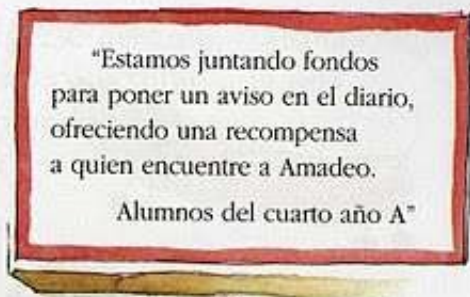 “Estamos juntando fondos
para poner un aviso en el diario,
ofreciendo una recompensa
a quien encuentre a Amadeo.
Alumnos del cuarto año A”